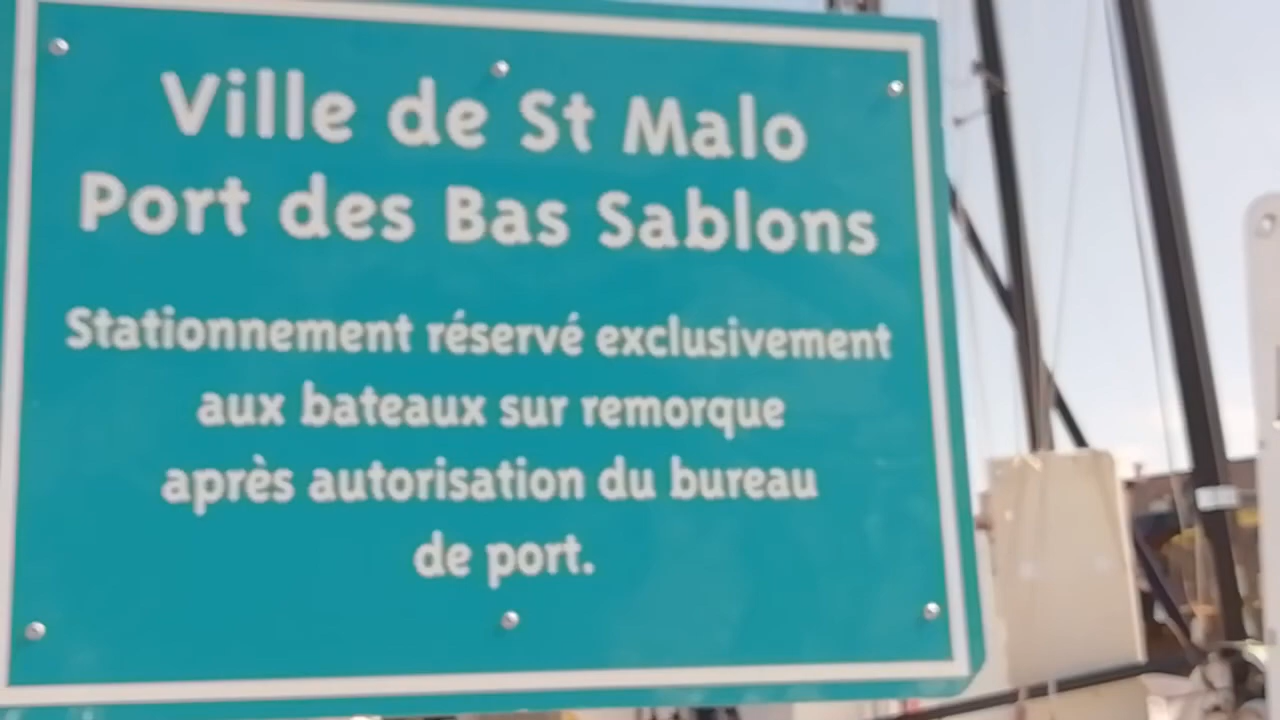 Ville de St Malo
Port des Bas Sablons
Stationnement réservé exclusivement
aux bateaux sur remorque
après autorisation du bureau
de port.